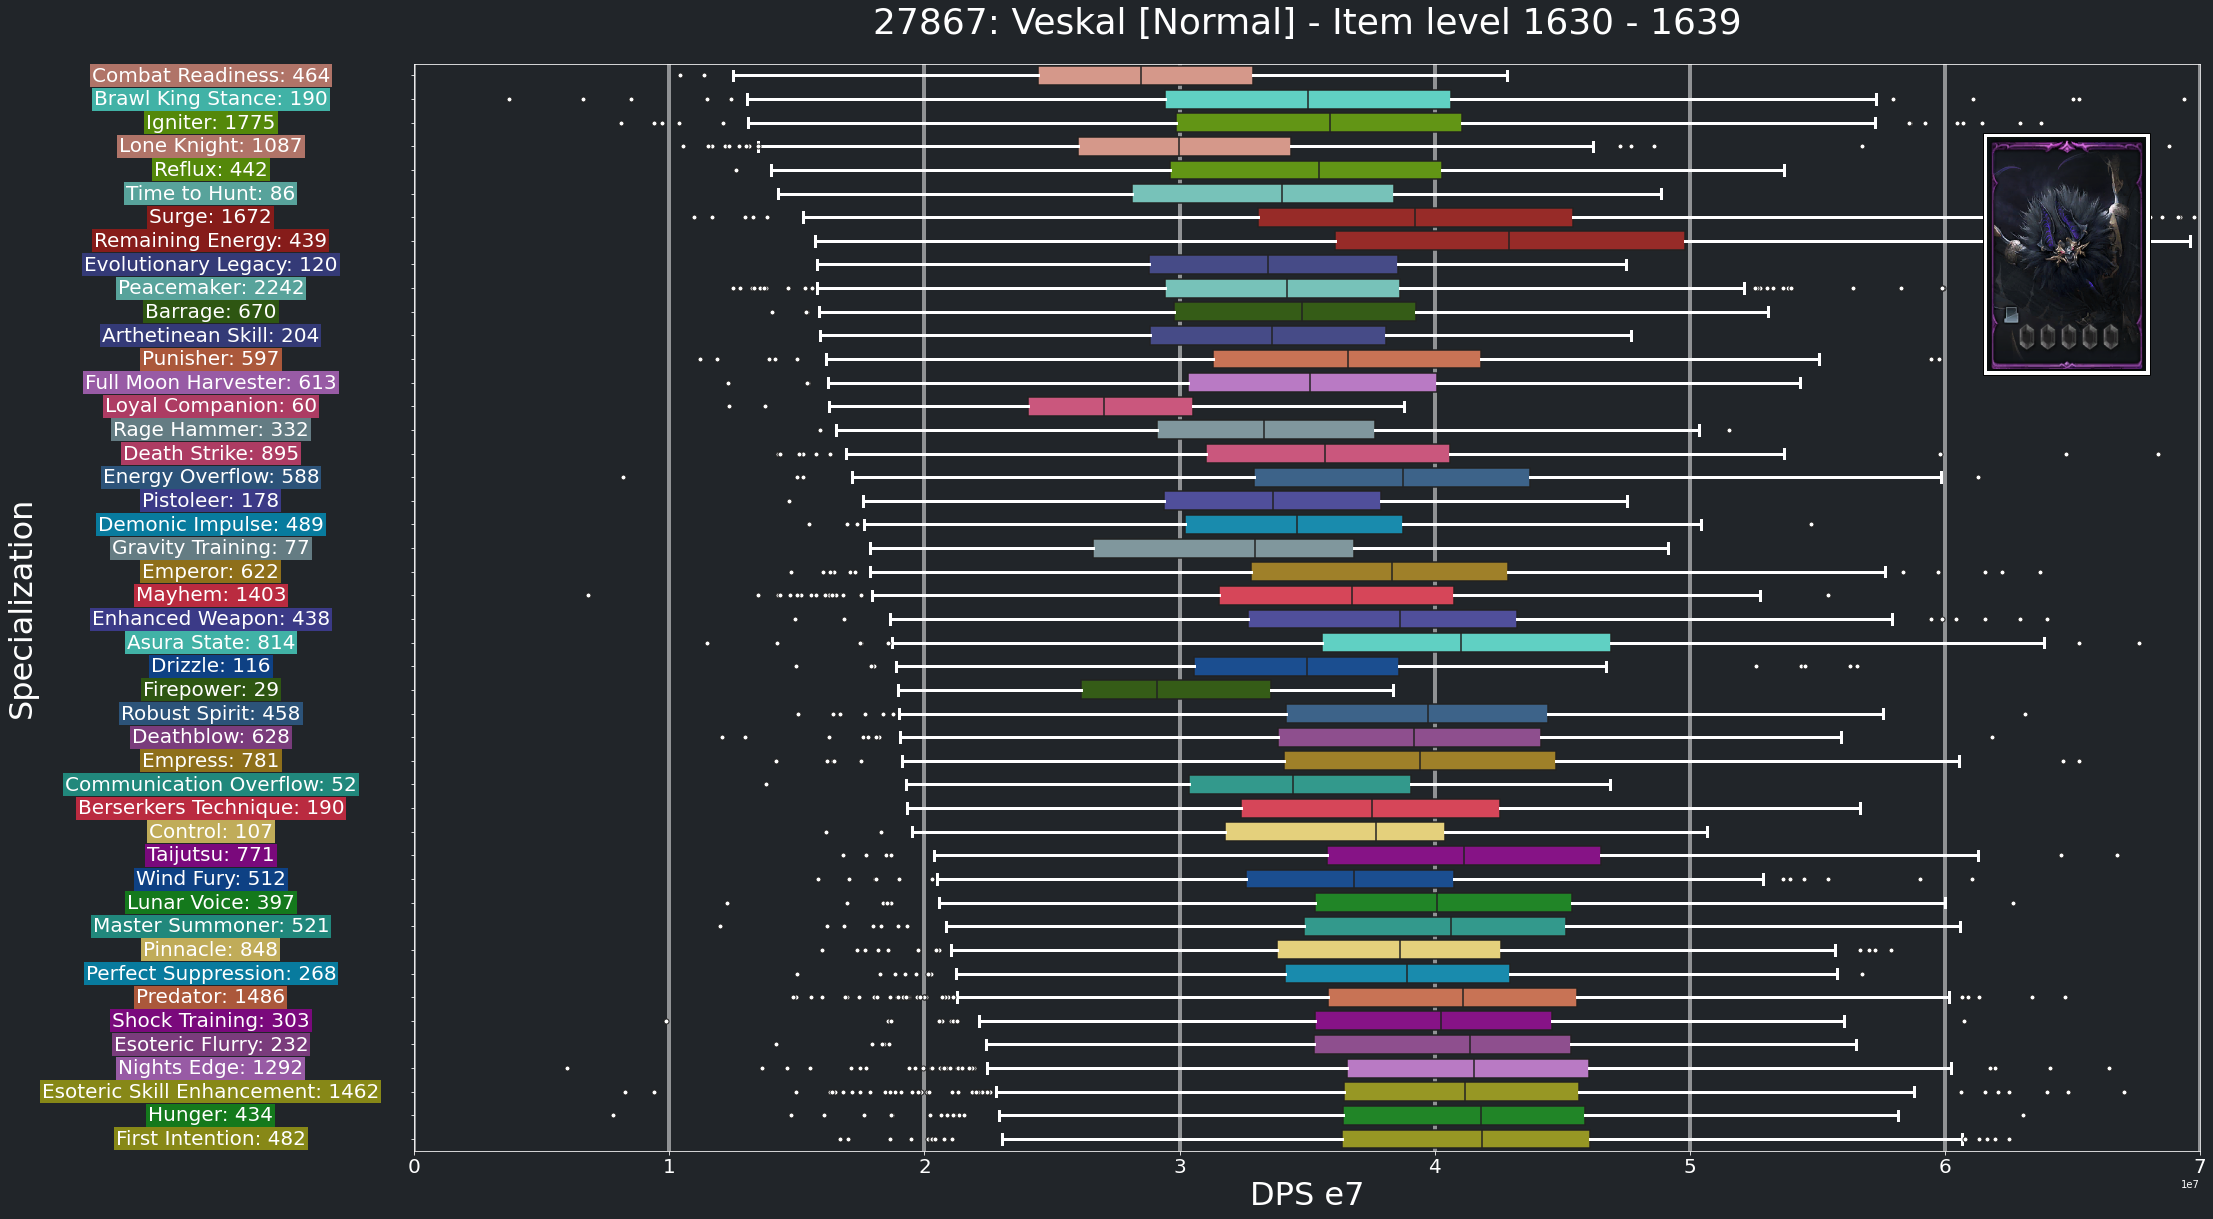 27867: Veskal [Normal] - Item level 1630 - 1639
Specialization
Combat Readiness: 464
Brawl King Stance: 190
Igniter: 1775
Lone Knight: 1087
Reflux: 442
Time to Hunt: 86
Surge: 1672
Remaining Energy: 439
Evolutionary Legacy: 120
Peacemaker: 2242
Barrage: 670
Arthetinean Skill: 204
Punisher: 597
Full Moon Harvester: 613
Loyal Companion: 60
Rage Hammer: 332
Death Strike: 895
Energy Overflow: 588
Pistoleer: 178
Demonic Impulse: 489
Gravity Training: 77
Emperor: 622
Mayhem: 1403
Enhanced Weapon: 438
Asura State: 814
Drizzle: 116
Firepower: 29
Robust Spirit: 458
Deathblow: 628
Empress: 781
Communication Overflow: 52
Berserkers Technique: 190
Control: 107
Taijutsu: 771
Wind Fury: 512
Lunar Voice: 397
Master Summoner: 521
Pinnacle: 848
Perfect Suppression: 268
Predator: 1486
Shock Training: 303
Esoteric Flurry: 232
Nights Edge: 1292
Esoteric Skill Enhancement: 1462
Hunger: 434
First Intention: 482
0 1 2 3 4 5 6 7
1e7
DPS e7